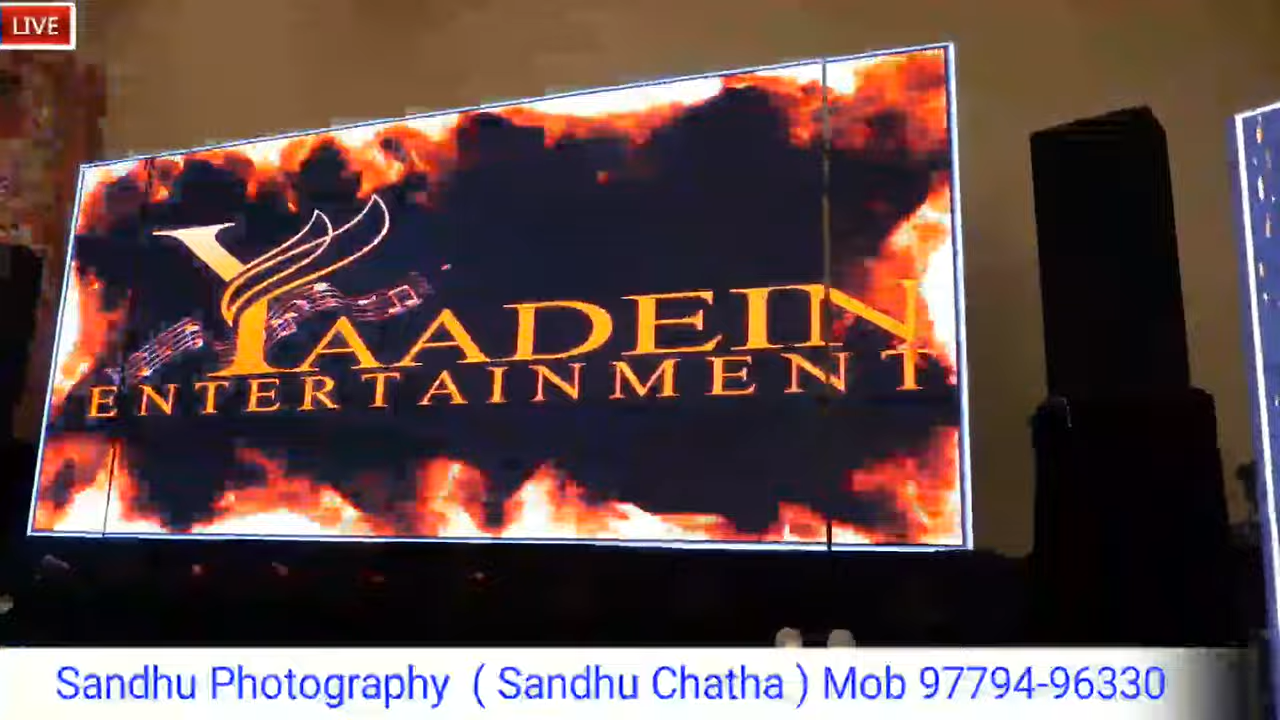 LIVE
YAADEIN
ENTERTAINMENT
Sandhu Photography ( Sandhu Chatha ) Mob 97794-96330